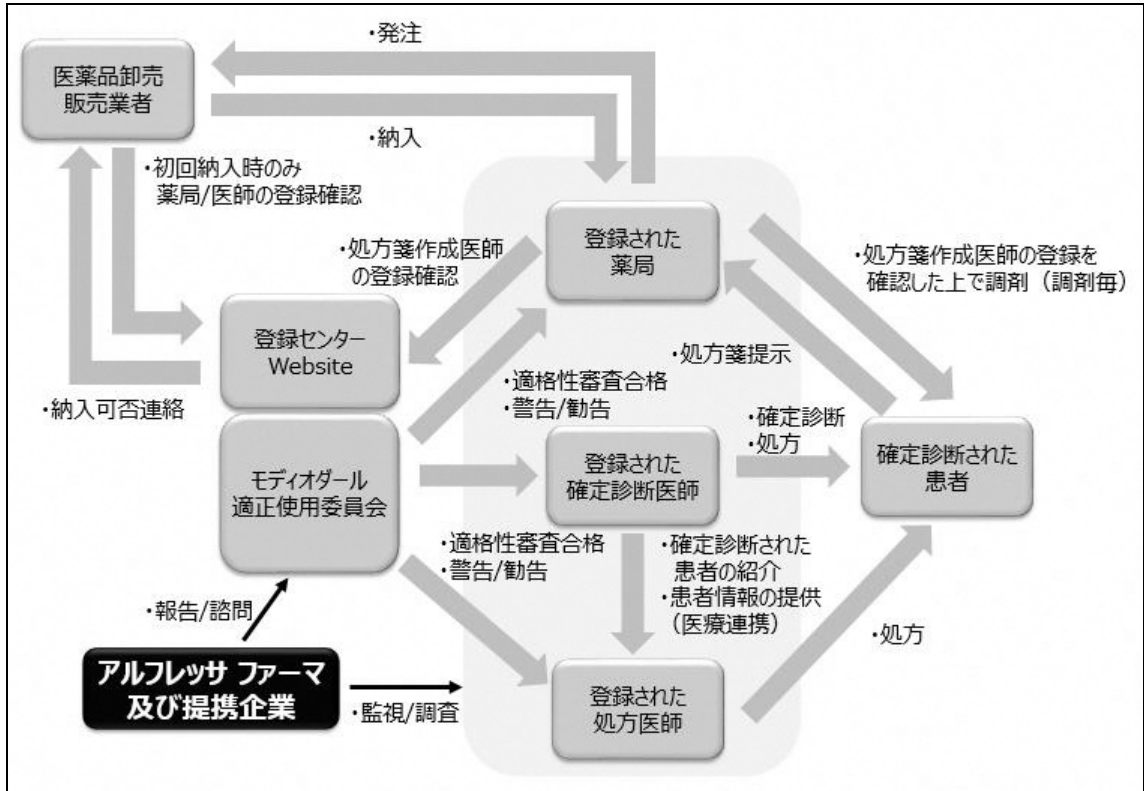 ・発注
医薬品卸売
販売業者
・納入
・初回納入時のみ
薬局/医師の登録確認
登録された
薬局
・処方箋作成医師
の登録確認
・処方箋作成医師の登録を
確認した上で調剤（調剤毎）
登録センター
Website
・処方箋提示
・納入可否連絡
・適格性審査合格
・警告/勧告
・確定診断
・処方
モディオダール
適正使用委員会
登録された
確定診断医師
確定診断された
患者
・適格性審査合格
・警告/勧告
・確定診断された
患者の紹介
・患者情報の提供
（医療連携）
・報告/諮問
・処方
アルフレッサ ファーマ
及び提携企業
・監視/調査
登録された
処方医師